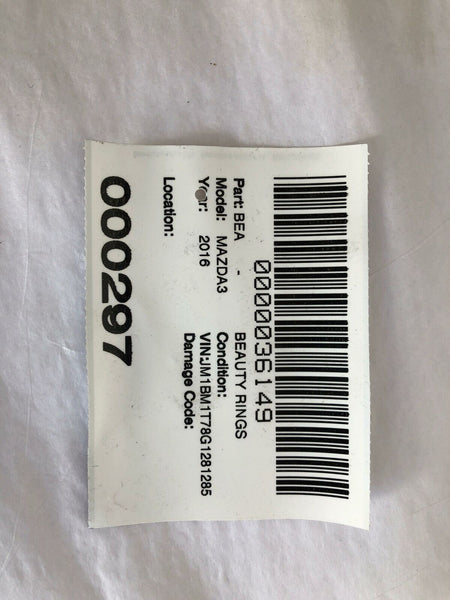 0000036149
Part: BEA - BEAUTY RINGS
Model: MAZDA3 Condition:
Year: 2016 VIN:JM1BM1T78G1281285
Damage Code:
Location:
000297